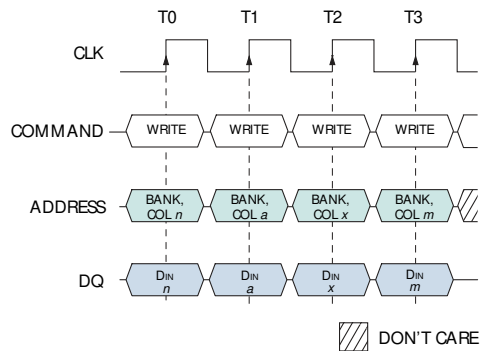 T0 T1 T2 T3
CLK
COMMAND WRITE WRITE WRITE WRITE
ADDRESS BANK, COL n BANK, COL a BANK, COL x BANK, COL m
DQ DIN n DIN a DIN x DIN m
DON'T CARE